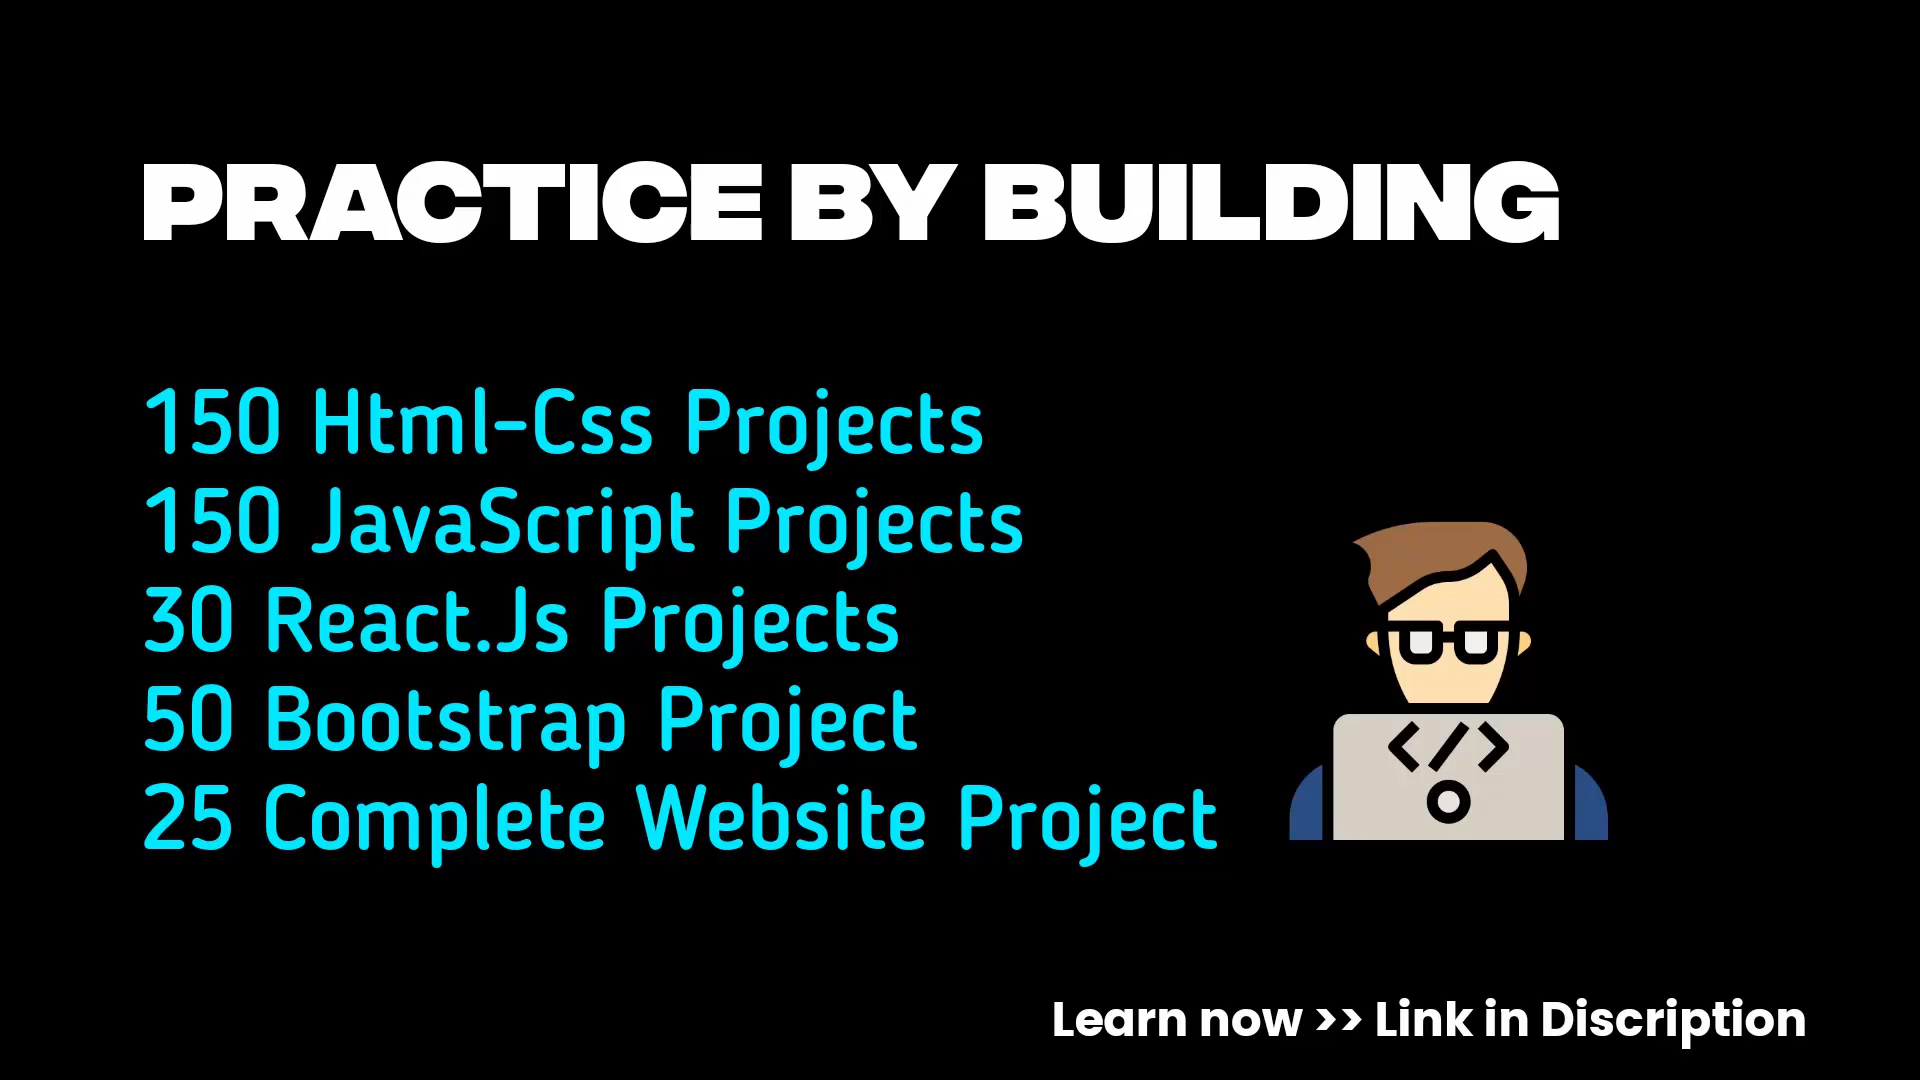 PRACTICE BY BUILDING
150 Html-Css Projects
150 JavaScript Projects
30 React.Js Projects
50 Bootstrap Project
25 Complete Website Project
</>
Learn now >> Link in Discription